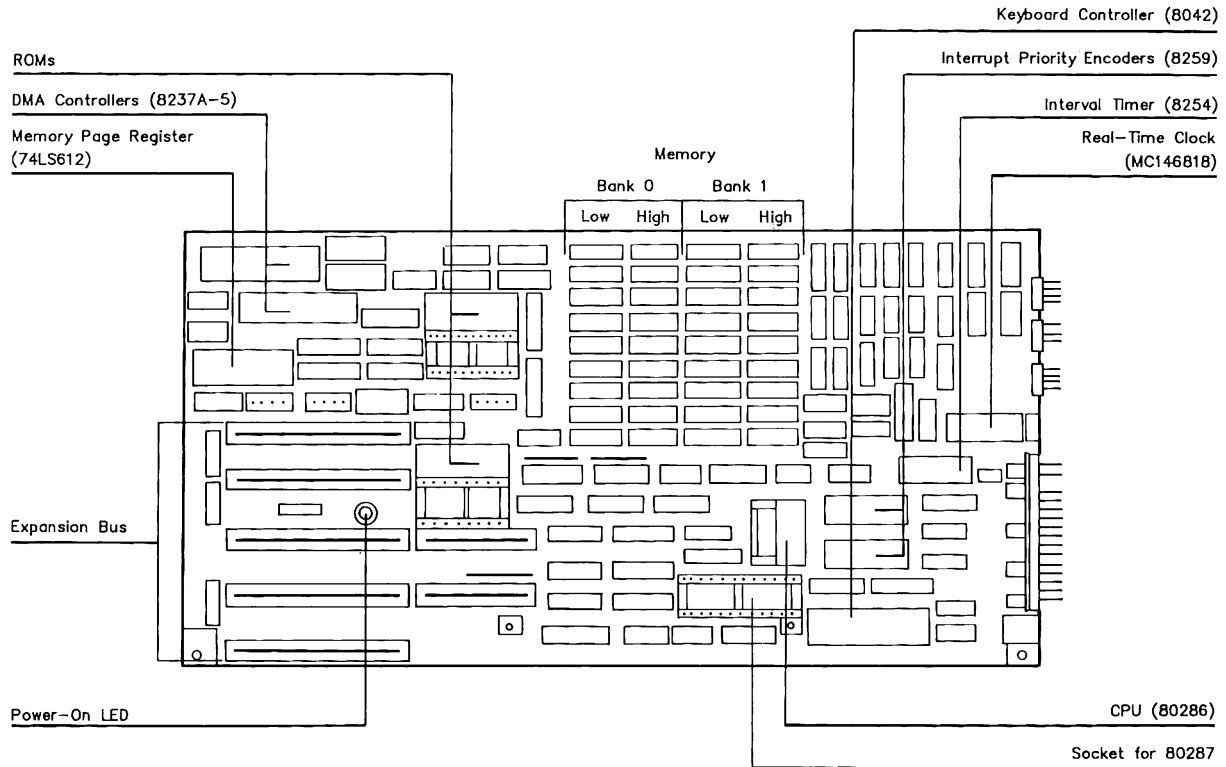 Keyboard Controller (8042)
ROMs
Interrupt Priority Encoders (8259)
DMA Controllers (8237A-5)
Interval Timer (8254)
Memory Page Register
(74LS612)
Real-Time Clock
(MC146818)
Memory
Bank 0 Bank 1
Low High Low High
Expansion Bus
Power-On LED
CPU (80286)
Socket for 80287